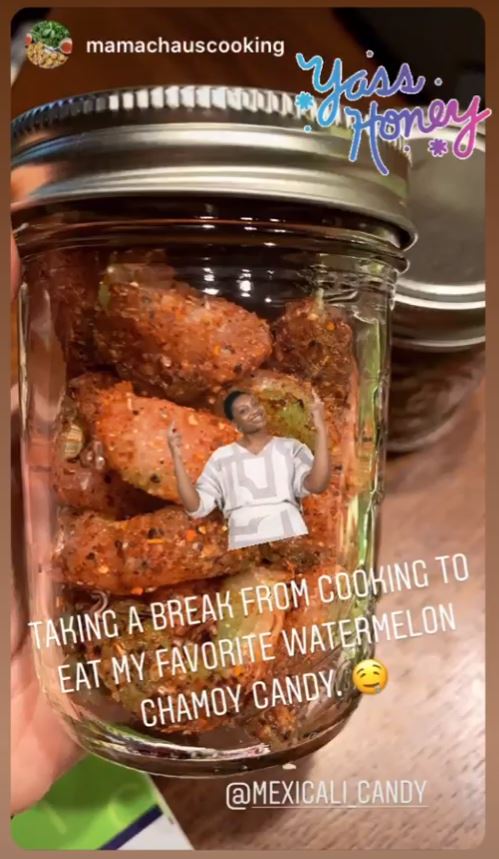 mamachauscooking
Yass
Honey
TAKING A BREAK FROM COOKING TO
EAT MY FAVORITE WATERMELON
CHAMOY CANDY. 🤤
@MEXICALI_CANDY